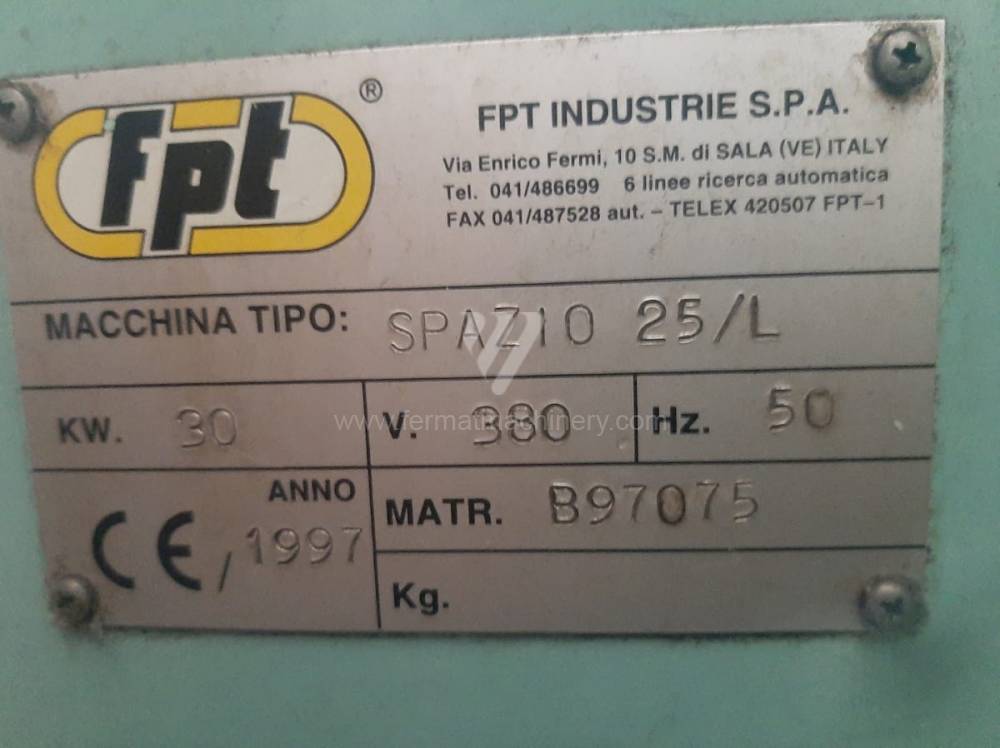 fpt ®
FPT INDUSTRIE S.P.A.
Via Enrico Fermi, 10 S.M. di SALA (VE) ITALY
Tel. 041/486699 6 linee ricerca automatica
FAX 041/487528 aut. – TELEX 420507 FPT–1
MACCHINA TIPO: SPAZIO 25/L
KW. 30 V. 380 Hz. 50
www.fermatmachinery.com
ANNO
CE, 1997
MATR. B97075
Kg.